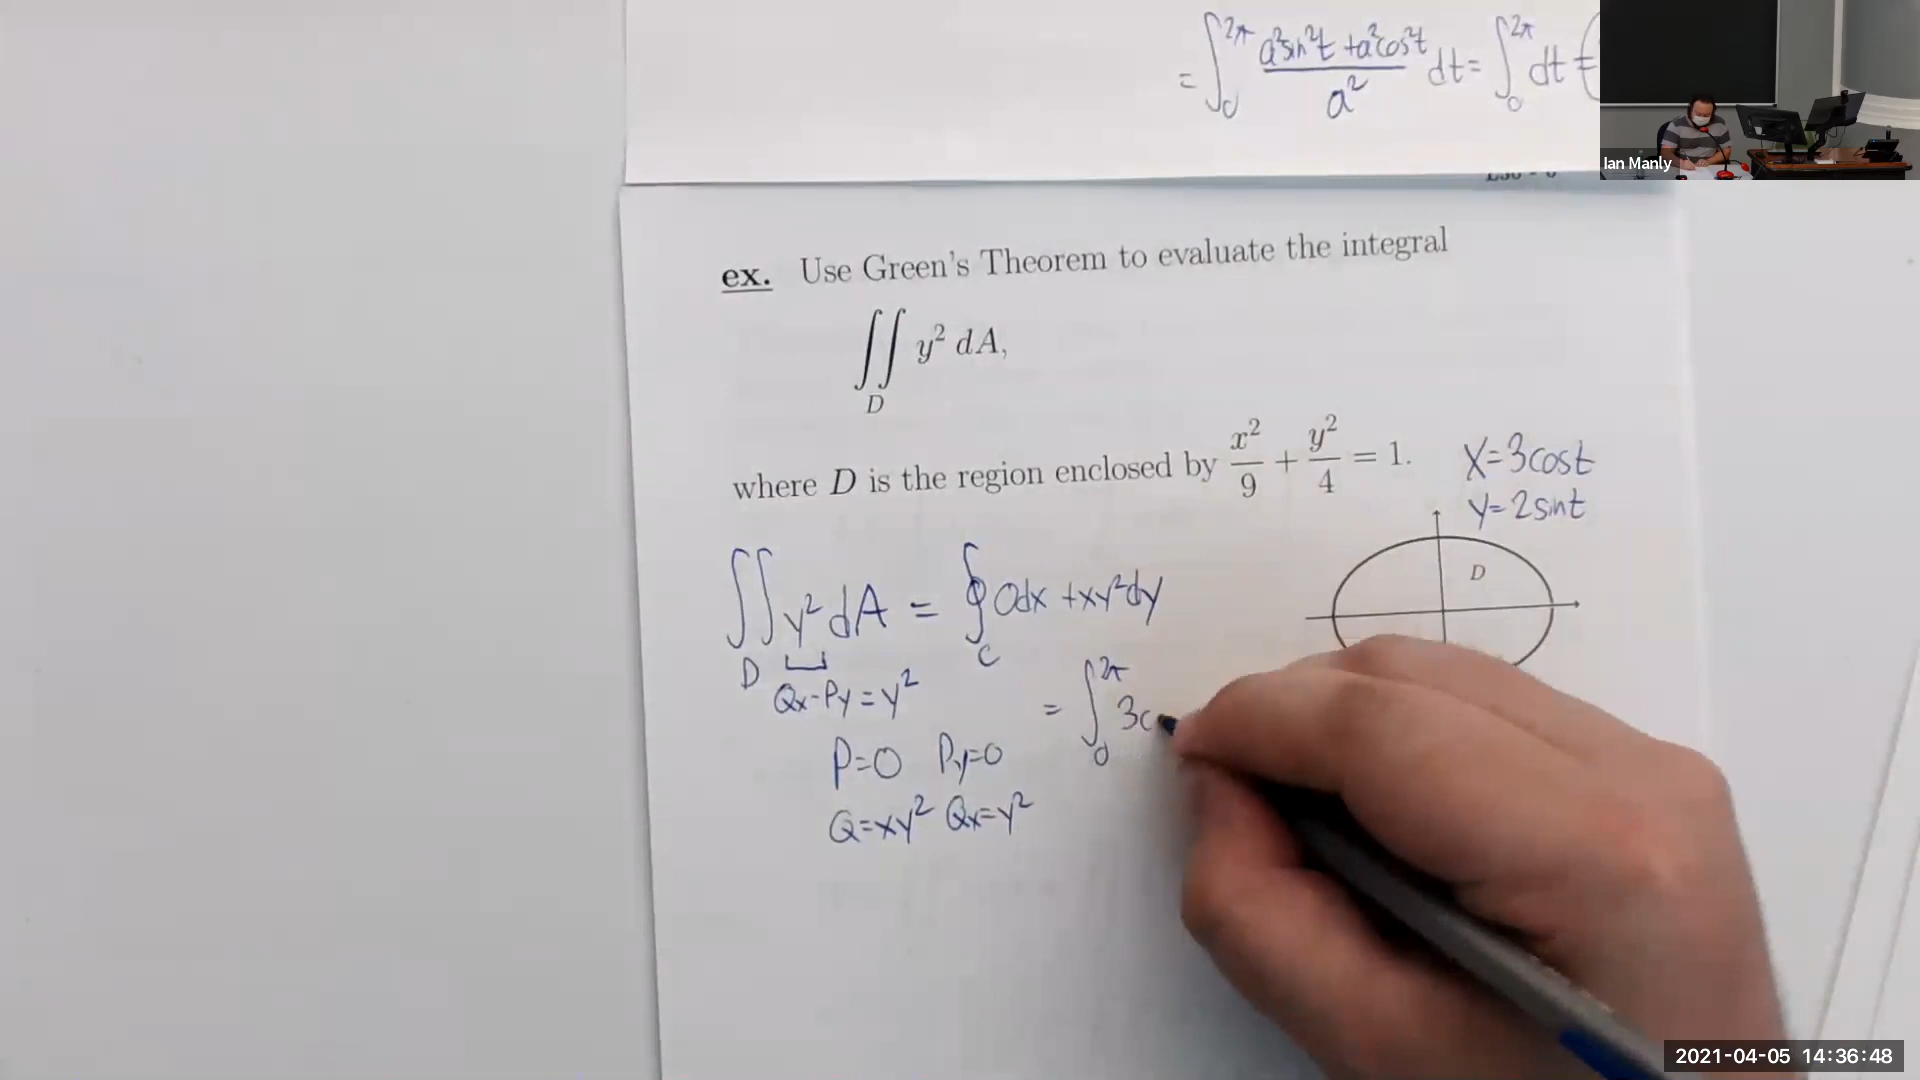 = ∫₀^2π (a²sin²t + a²cos²t)/a² dt = ∫₀^2π dt =
Ian Manly
ex. Use Green's Theorem to evaluate the integral
∬_D y² dA,
where D is the region enclosed by x²/9 + y²/4 = 1.
x=3cost
y=2sint
D
∬_D y² dA = ∮_C 0dx + xy²dy
Qx-Py=y²
= ∫₀^2π 3c
P=0 Py=0
Q=xy² Qx=y²
2021-04-05 14:36:48